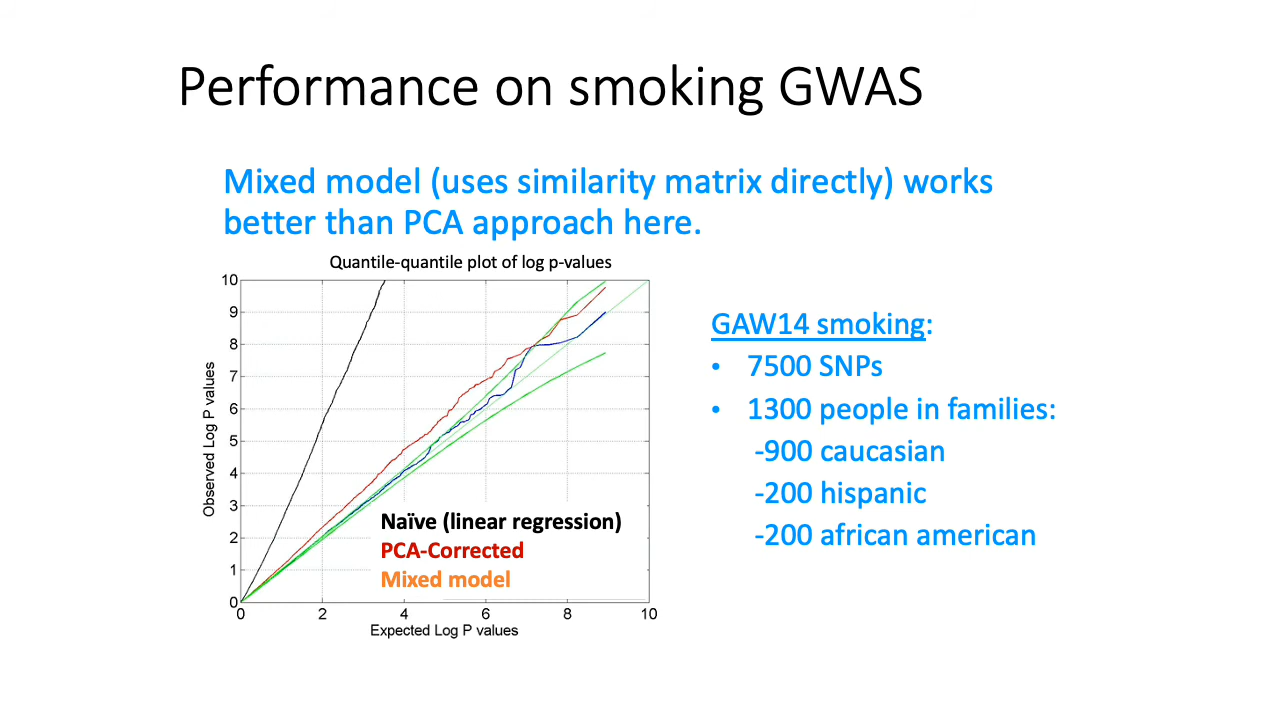 Performance on smoking GWAS
Mixed model (uses similarity matrix directly) works
better than PCA approach here.
Quantile-quantile plot of log p-values
10
9
8
7
6
5
4
3
2
1
0
Observed Log P values
0 2 4 6 8 10
Expected Log P values
Naïve (linear regression)
PCA-Corrected
Mixed model
GAW14 smoking:
• 7500 SNPs
• 1300 people in families:
-900 caucasian
-200 hispanic
-200 african american